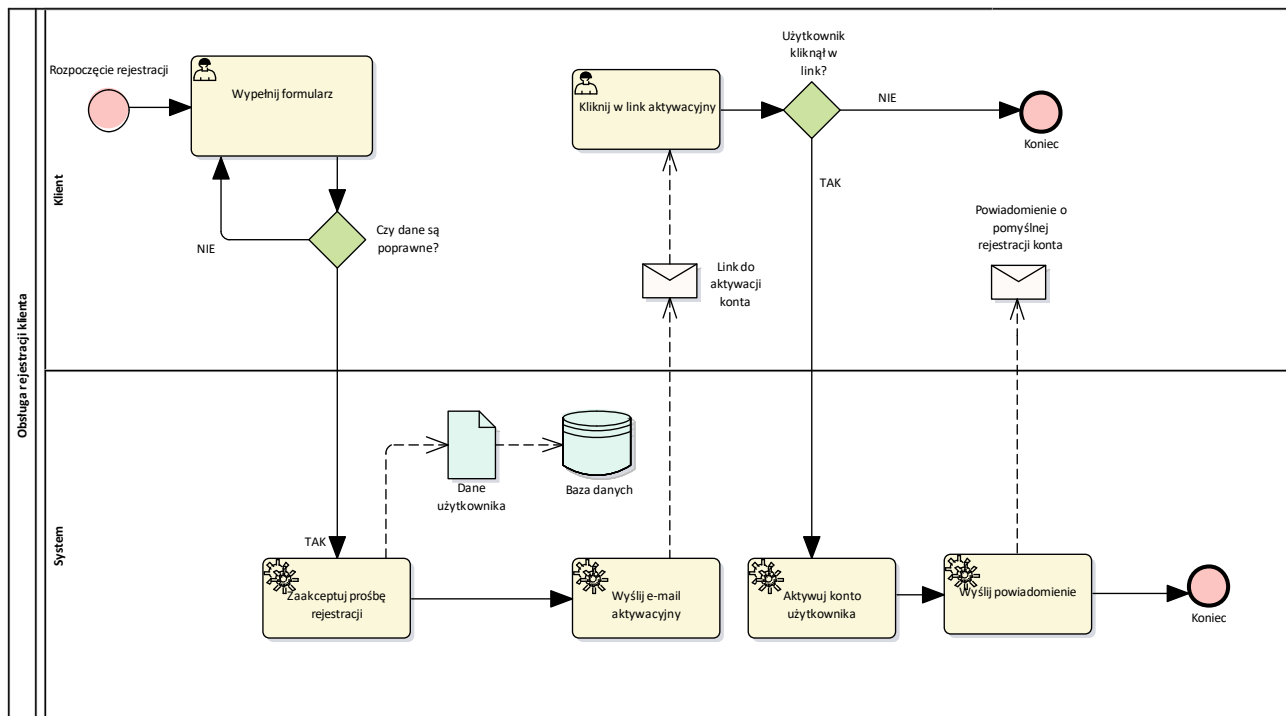 Obsługa rejestracji klienta
Klient
Rozpoczęcie rejestracji
Wypełnij formularz
Czy dane są
poprawne?
NIE
Kliknij w link aktywacyjny
Użytkownik
kliknął w
link?
NIE
Koniec
TAK
Link do
aktywacji
konta
Powiadomienie o
pomyślnej
rejestracji konta
System
Dane
użytkownika
Baza danych
TAK
Zaakceptuj prośbę
rejestracji
Wyślij e-mail
aktywacyjny
Aktywuj konto
użytkownika
Wyślij powiadomienie
Koniec